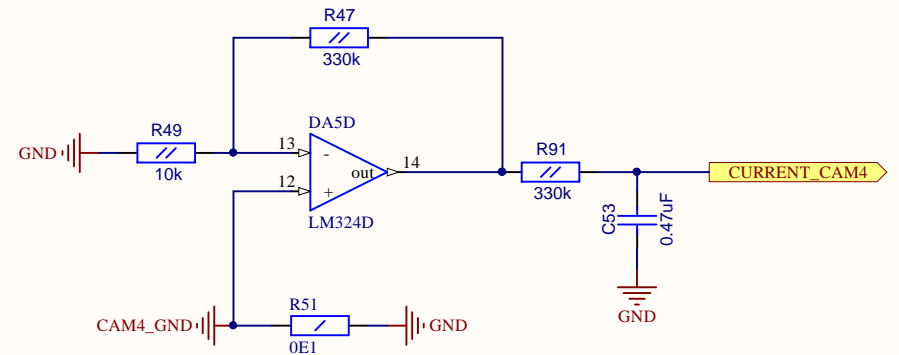 R47
330k
DA5D
R49
13
GND
-
10k
14
out
R91
CURRENT_CAM4
12
+
330k
LM324D
C53
0.47uF
R51
GND
CAM4_GND
GND
0E1